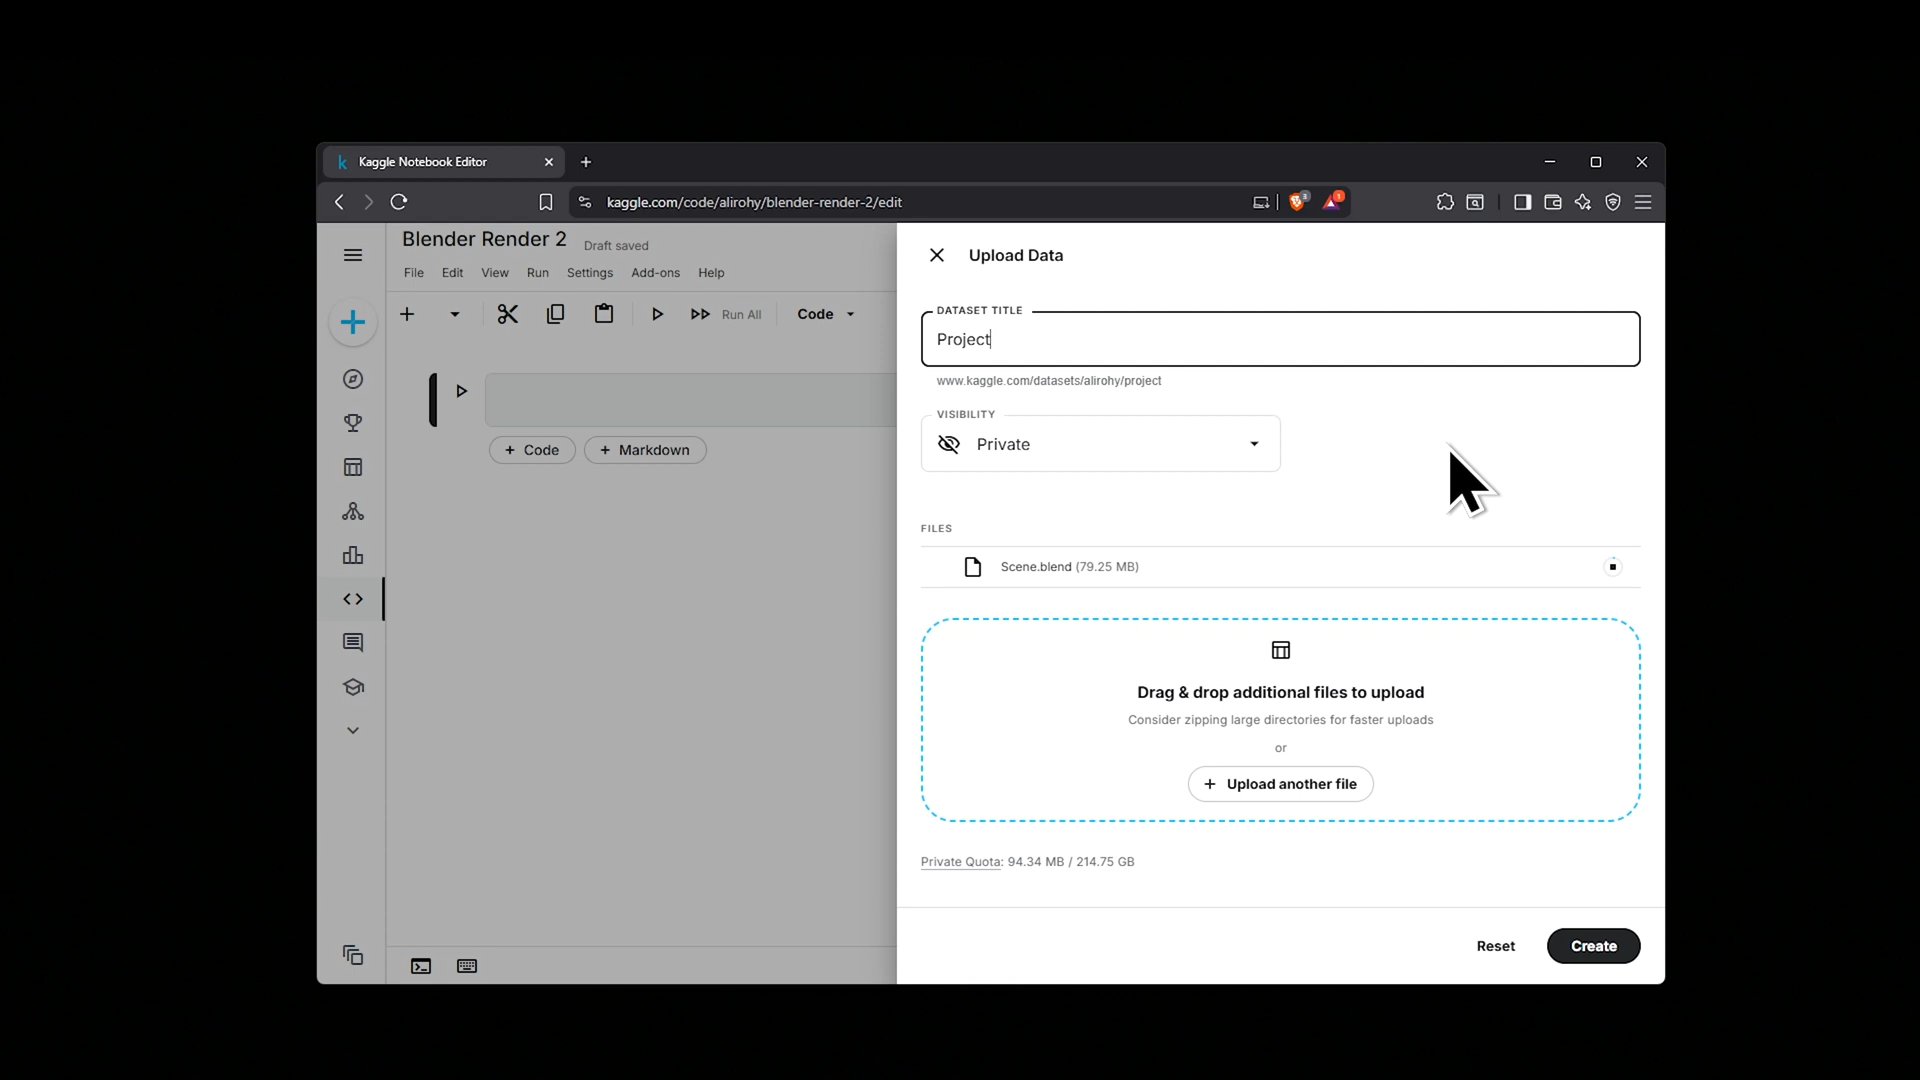 Kaggle Notebook Editor
kaggle.com/code/alirohy/blender-render-2/edit
3
1
Blender Render 2 Draft saved
File Edit View Run Settings Add-ons Help
Run All Code
+ Code + Markdown
Upload Data
DATASET TITLE
Project
www.kaggle.com/datasets/alirohy/project
VISIBILITY
Private
FILES
Scene.blend (79.25 MB)
Drag & drop additional files to upload
Consider zipping large directories for faster uploads
or
+ Upload another file
Private Quota: 94.34 MB / 214.75 GB
Reset Create